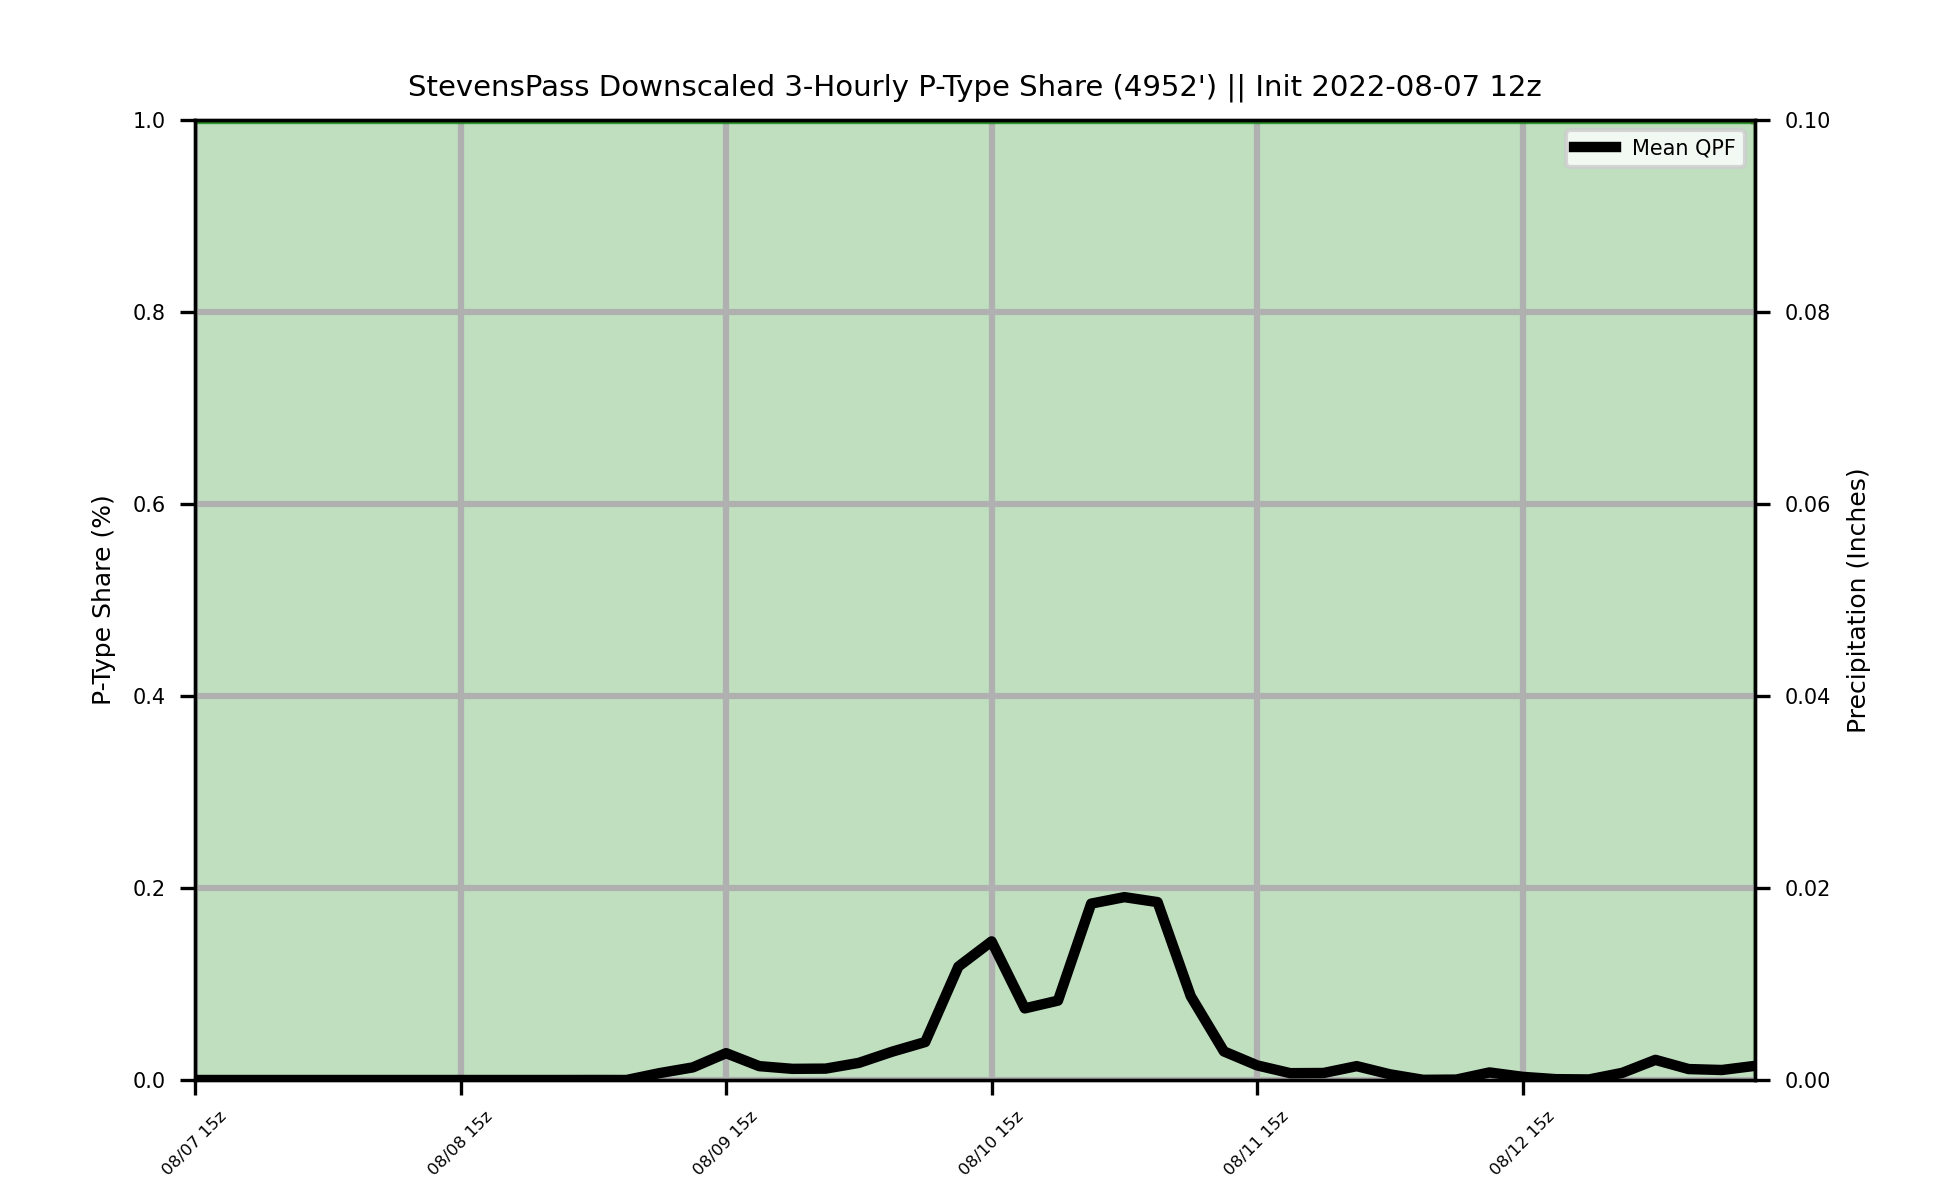 StevensPass Downscaled 3-Hourly P-Type Share (4952') || Init 2022-08-07 12z
Mean QPF
P-Type Share (%)
1.0
0.8
0.6
0.4
0.2
0.0
0.10
0.08
0.06
0.04
0.02
0.00
Precipitation (Inches)
08/07 15z
08/08 15z
08/09 15z
08/10 15z
08/11 15z
08/12 15z